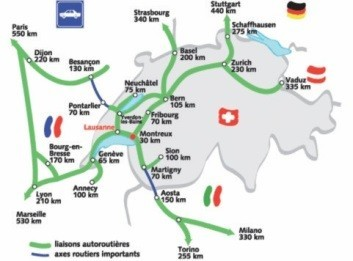 Paris
550 km
Strasbourg
340 km
Stuttgart
440 km
Schaffhausen
275 km
Dijon
220 km
Besançon
130 km
Basel
200 km
Zurich
230 km
Neuchâtel
75 km
Vaduz
335 km
Pontarlier
70 km
Yverdon-
les-Bains
Bern
105 km
Fribourg
70 km
Lausanne
Montreux
30 km
Bourg-en-
Bresse
170 km
Genève
65 km
Sion
100 km
Martigny
70 km
Annecy
100 km
Lyon
210 km
Aosta
150 km
Marseille
530 km
Milano
330 km
Torino
255 km
liaisons autoroutières
axes routiers importants